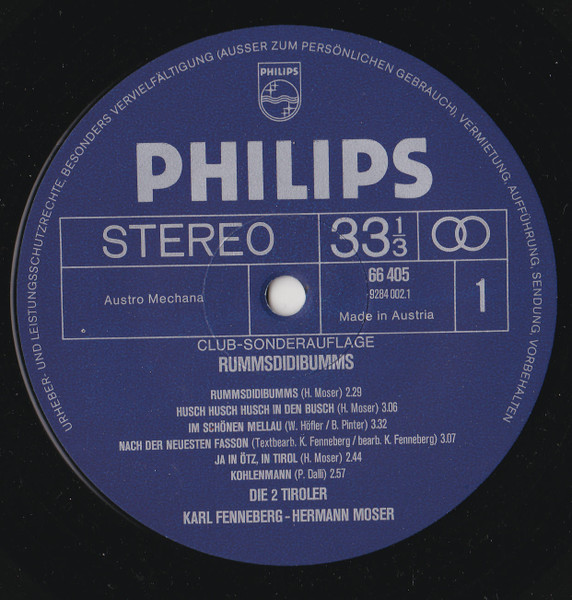 URHEBER- UND LEISTUNGSSCHUTZRECHTE, BESONDERS VERVIELFÄLTIGUNG (AUSSER ZUM PERSÖNLICHEN GEBRAUCH), VERMIETUNG, AUFFÜHRUNG, SENDUNG, VORBEHALTEN
PHILIPS
PHILIPS
STEREO
33 1/3
Austro Mechana
66 405
9284 002.1
Made in Austria
1
CLUB-SONDERAUFLAGE
RUMMSDIDIBUMMS
RUMMSDIDIBUMMS (H. Moser) 2.29
HUSCH HUSCH HUSCH IN DEN BUSCH (H. Moser) 3.06
IM SCHÖNEN MELLAU (W. Höfler / B. Pinter) 3.32
NACH DER NEUESTEN FASSON (Textbearb. K. Fenneberg / bearb. K. Fenneberg) 3.07
JA IN ÖTZ, IN TIROL (H. Moser) 2.44
KOHLENMANN (P. Dalli) 2.57
DIE 2 TIROLER
KARL FENNEBERG – HERMANN MOSER